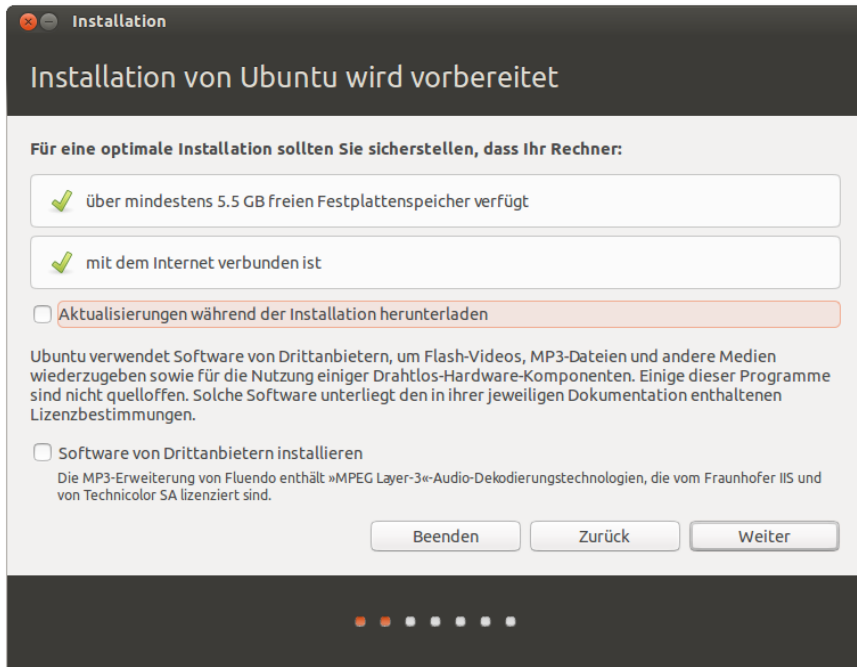 Installation
Installation von Ubuntu wird vorbereitet
Für eine optimale Installation sollten Sie sicherstellen, dass Ihr Rechner:
über mindestens 5.5 GB freien Festplattenspeicher verfügt
mit dem Internet verbunden ist
Aktualisierungen während der Installation herunterladen
Ubuntu verwendet Software von Drittanbietern, um Flash-Videos, MP3-Dateien und andere Medien
wiederzugeben sowie für die Nutzung einiger Drahtlos-Hardware-Komponenten. Einige dieser Programme
sind nicht quelloffen. Solche Software unterliegt den in ihrer jeweiligen Dokumentation enthaltenen
Lizenzbestimmungen.
Software von Drittanbietern installieren
Die MP3-Erweiterung von Fluendo enthält »MPEG Layer-3«-Audio-Dekodierungstechnologien, die vom Fraunhofer IIS und
von Technicolor SA lizenziert sind.
Beenden
Zurück
Weiter